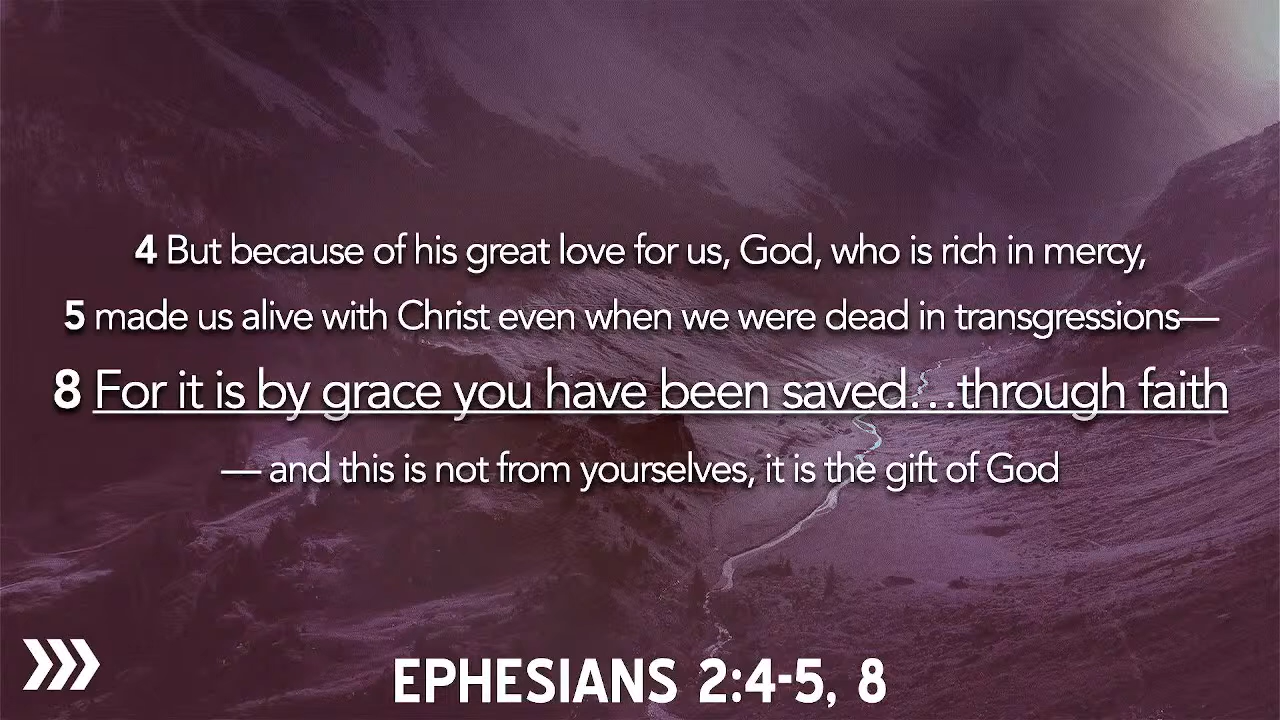 4 But because of his great love for us, God, who is rich in mercy,
5 made us alive with Christ even when we were dead in transgressions—
8 For it is by grace you have been saved…through faith
— and this is not from yourselves, it is the gift of God
EPHESIANS 2:4-5, 8